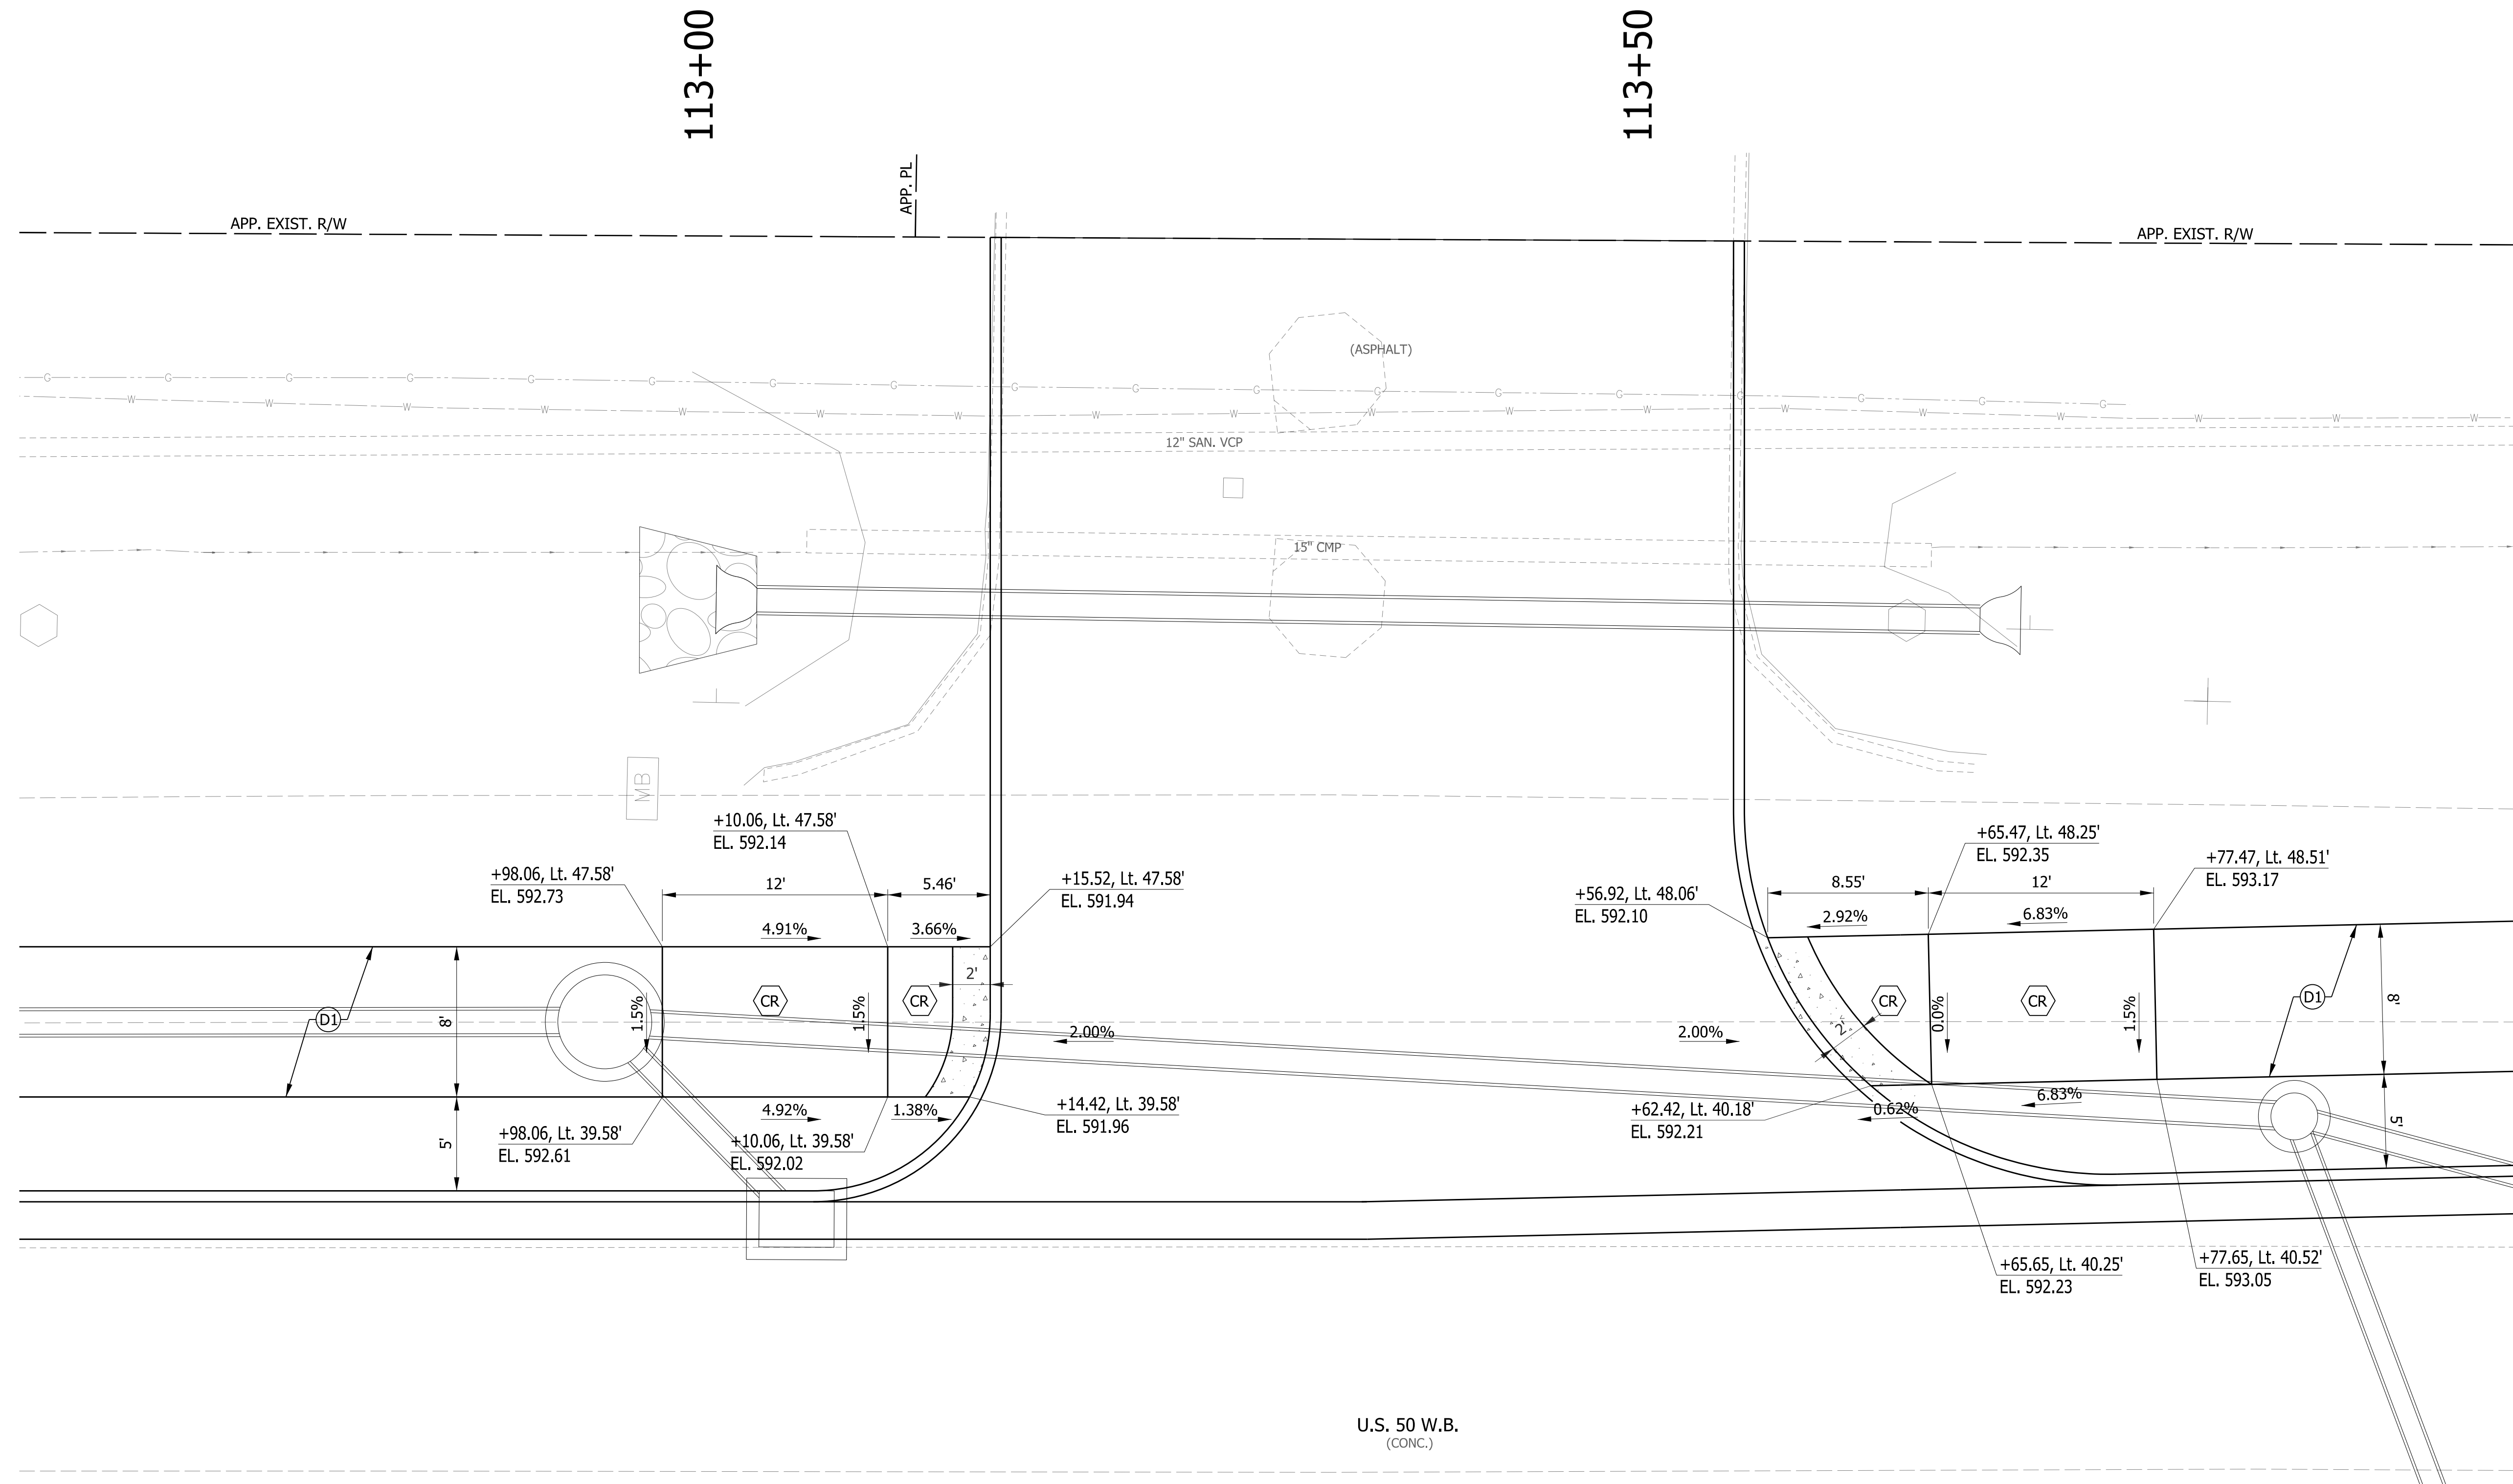 113+00
113+50
APP. PL
APP. EXIST. R/W
APP. EXIST. R/W
(ASPHALT)
G G G G G G G G G G G G G G G G G G
W W W W W W W W W W W W W W W W W W
12" SAN. VCP
15" CMP
MB
+10.06, Lt. 47.58'
EL. 592.14
+98.06, Lt. 47.58'
EL. 592.73
12'
5.46'
+15.52, Lt. 47.58'
EL. 591.94
4.91%
3.66%
+65.47, Lt. 48.25'
EL. 592.35
+77.47, Lt. 48.51'
EL. 593.17
+56.92, Lt. 48.06'
EL. 592.10
8.55'
12'
2.92%
6.83%
D1
8'
1.5%
CR
1.5%
CR
2'
2.00%
2.00%
2'
CR
0.0%
CR
1.5%
D1
8'
5'
4.92%
1.38%
+14.42, Lt. 39.58'
EL. 591.96
+98.06, Lt. 39.58'
EL. 592.61
+10.06, Lt. 39.58'
EL. 592.02
+62.42, Lt. 40.18'
EL. 592.21
0.62%
6.83%
5'
+65.65, Lt. 40.25'
EL. 592.23
+77.65, Lt. 40.52'
EL. 593.05
U.S. 50 W.B.
(CONC.)